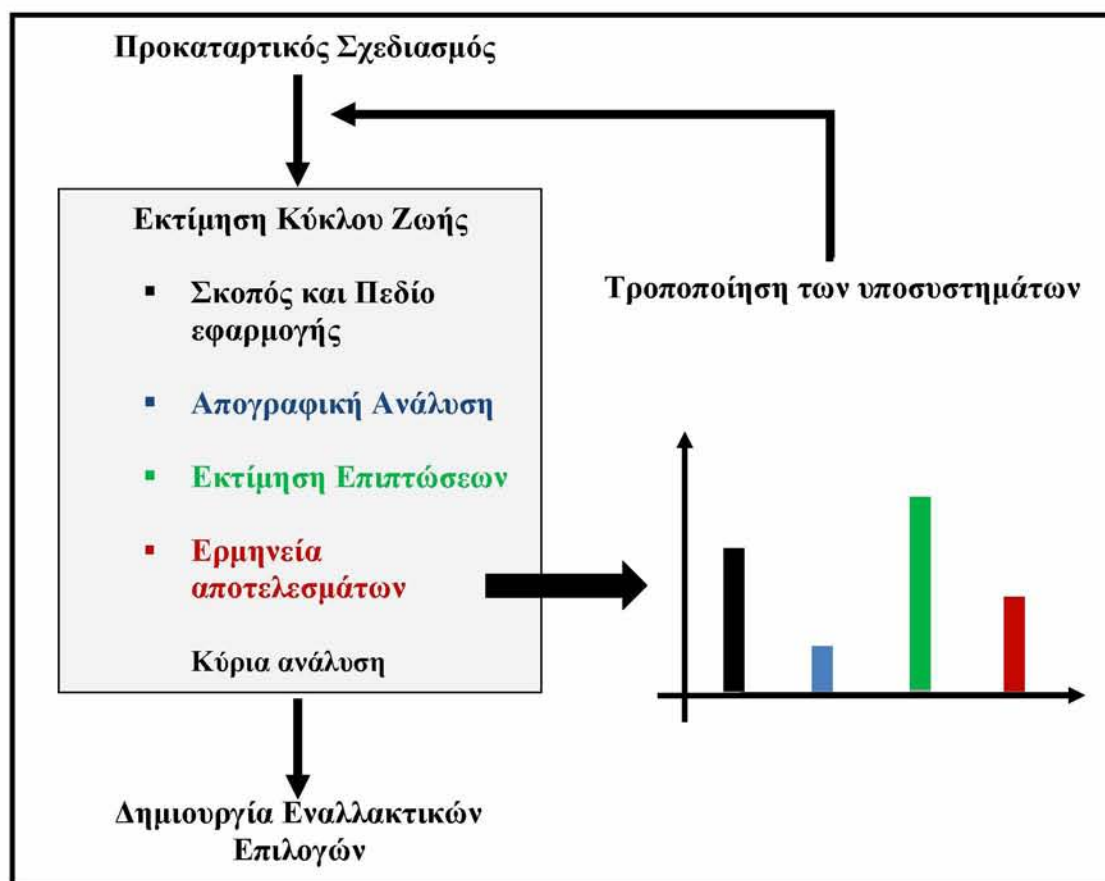 Προκαταρτικός Σχεδιασμός
Εκτίμηση Κύκλου Ζωής
▪ Σκοπός και Πεδίο
εφαρμογής
▪ Απογραφική Ανάλυση
▪ Εκτίμηση Επιπτώσεων
▪ Ερμηνεία
αποτελεσμάτων
Κύρια ανάλυση
Τροποποίηση των υποσυστημάτων
Δημιουργία Εναλλακτικών
Επιλογών